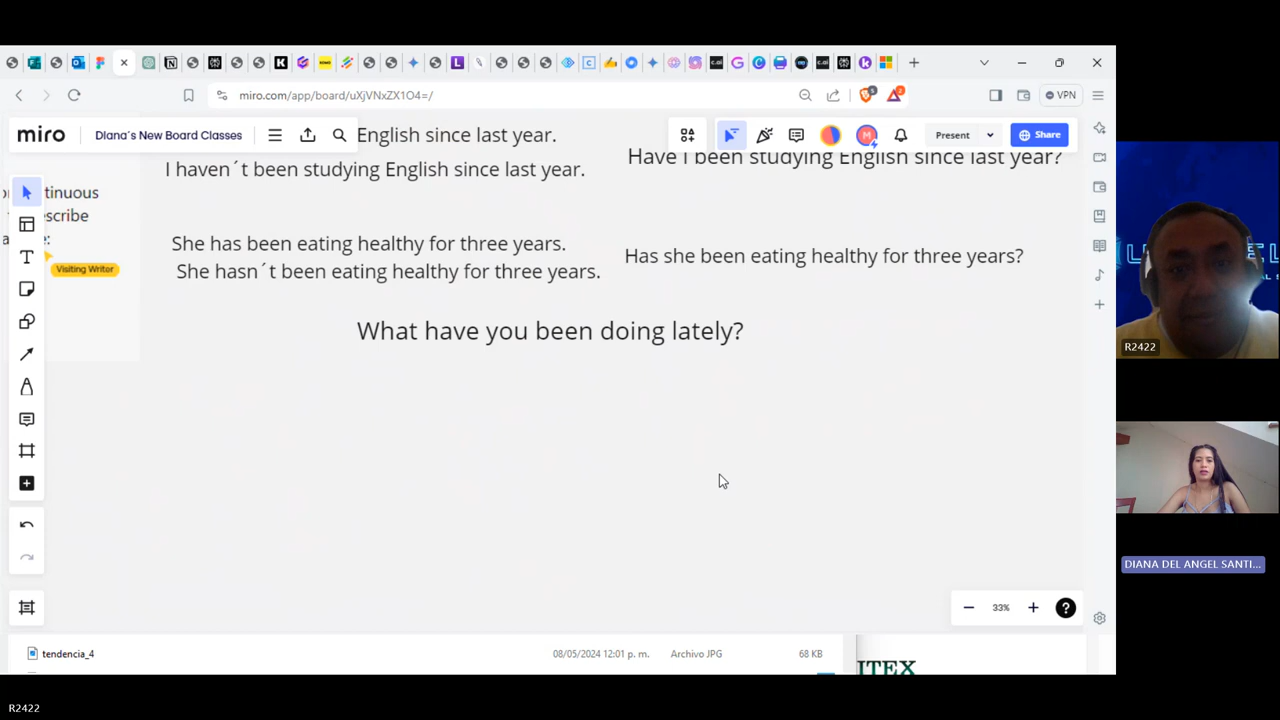 miro.com/app/board/uXjVNxZX1O4=/
VPN
miro
DIana's New Board Classes
English since last year.
Present
Share
I haven´t been studying English since last year.
Have I been studying English since last year?
tinuous
escribe
Visiting Writer
She has been eating healthy for three years.
She hasn´t been eating healthy for three years.
Has she been eating healthy for three years?
What have you been doing lately?
33%
tendencia_4
08/05/2024 12:01 p. m.
Archivo JPG
68 KB
ITEX
R2422
DIANA DEL ANGEL SANTI...
R2422